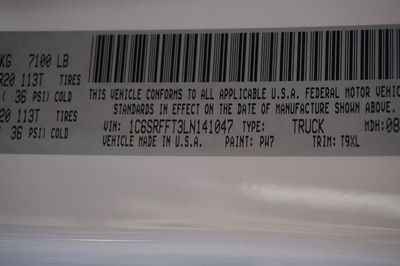 KG 7100 LB
R20 113T TIRES
( 36 PSI) COLD
20 113T TIRES
36 PSI) COLD
THIS VEHICLE CONFORMS TO ALL APPLICABLE U.S.A. FEDERAL MOTOR VEHIC
STANDARDS IN EFFECT ON THE DATE OF MANUFACTURE SHOWN ABOVE.
VIN: 1C6SRFFT3LN141047 TYPE: TRUCK MDH:08
VEHICLE MADE IN U.S.A. PAINT: PW7 TRIM: T9XL